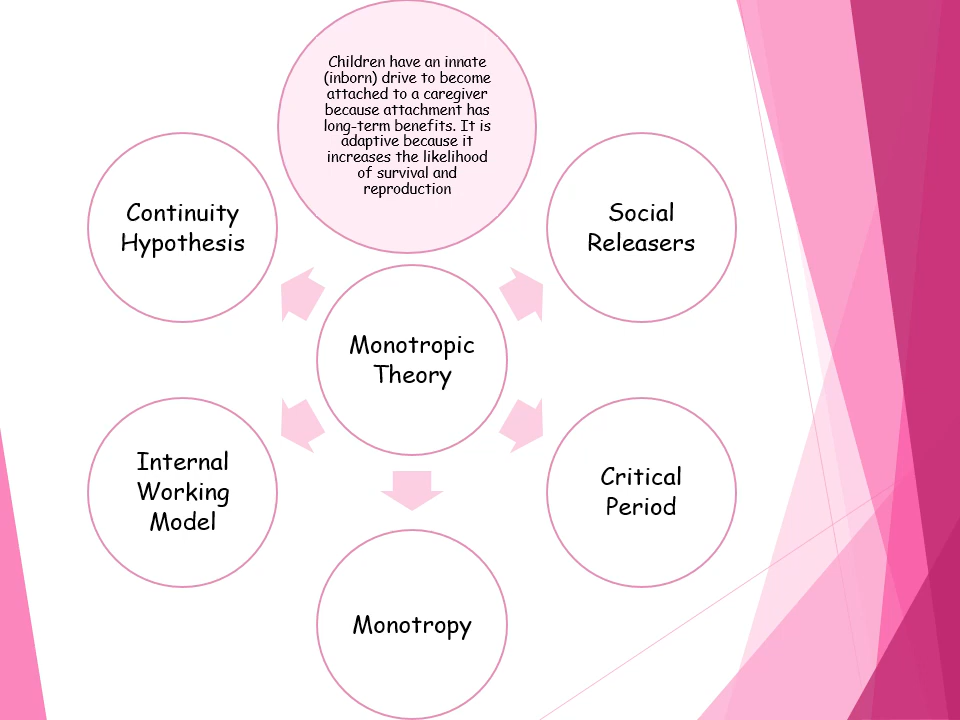 Children have an innate
(inborn) drive to become
attached to a caregiver
because attachment has
long-term benefits. It is
adaptive because it
increases the likelihood
of survival and
reproduction
Continuity
Hypothesis
Social
Releasers
Monotropic
Theory
Internal
Working
Model
Critical
Period
Monotropy